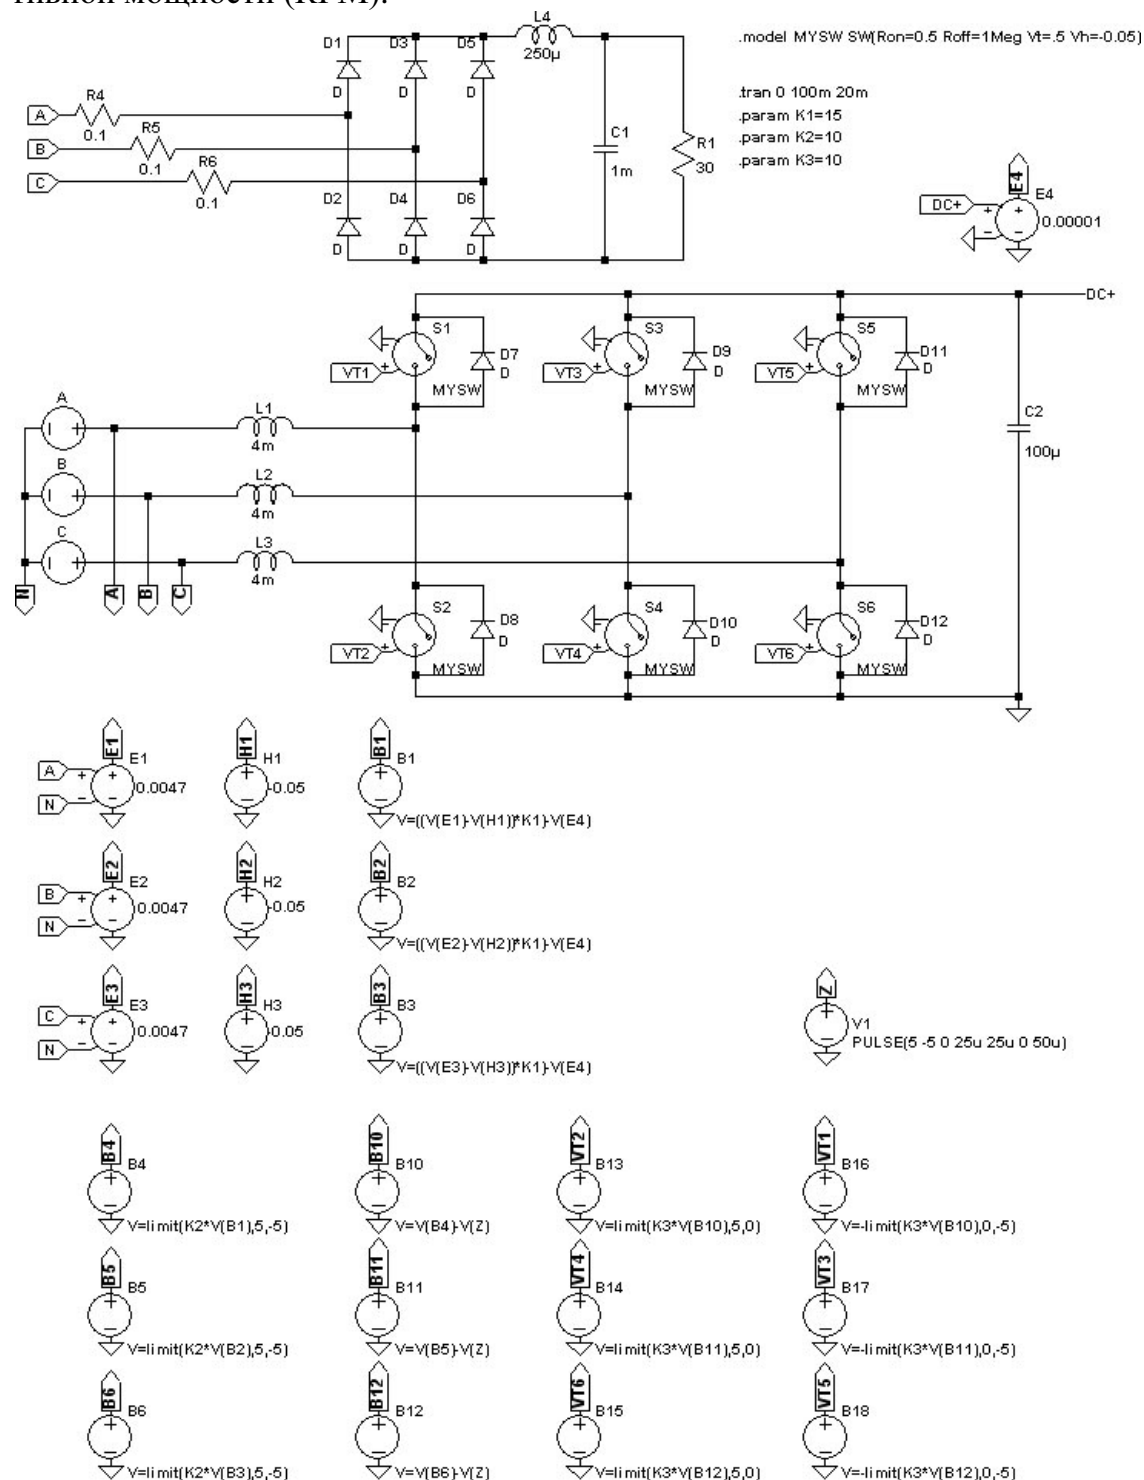 тивной мощности (КРМ).
L4
D1
D3
D5
250µ
.model MYSW SW(Ron=0.5 Roff=1Meg Vt=.5 Vh=-0.05)
D
D
D
.tran 0 100m 20m
.param K1=15
.param K2=10
.param K3=10
A
R4
0.1
B
R5
0.1
C
R6
0.1
C1
1m
R1
30
E4
E4
DC+
0.00001
D2
D4
D6
D
D
D
DC+
S1
D7
D
VT1
MYSW
S3
D9
D
VT3
MYSW
S5
D11
D
VT5
MYSW
A
L1
4m
B
L2
4m
C
L3
4m
C2
100µ
N
A
B
C
S2
D8
D
VT2
MYSW
S4
D10
D
VT4
MYSW
S6
D12
D
VT6
MYSW
E1
E1
A
N
0.0047
H1
H1
-0.05
B1
B1
V=((V(E1)-V(H1))*K1)-V(E4)
E2
E2
B
N
0.0047
H2
H2
-0.05
B2
B2
V=((V(E2)-V(H2))*K1)-V(E4)
E3
E3
C
N
0.0047
H3
H3
-0.05
B3
B3
V=((V(E3)-V(H3))*K1)-V(E4)
Z
V1
PULSE(5 -5 0 25u 25u 0 50u)
B4
B4
V=limit(K2*V(B1),5,-5)
B10
B10
V=V(B4)-V(Z)
VT2
B13
V=limit(K3*V(B10),5,0)
VT1
B16
V=-limit(K3*V(B10),0,-5)
B5
B5
V=limit(K2*V(B2),5,-5)
B11
B11
V=V(B5)-V(Z)
VT4
B14
V=limit(K3*V(B11),5,0)
VT3
B17
V=-limit(K3*V(B11),0,-5)
B6
B6
V=limit(K2*V(B3),5,-5)
B12
B12
V=V(B6)-V(Z)
VT6
B15
V=limit(K3*V(B12),5,0)
VT5
B18
V=-limit(K3*V(B12),0,-5)